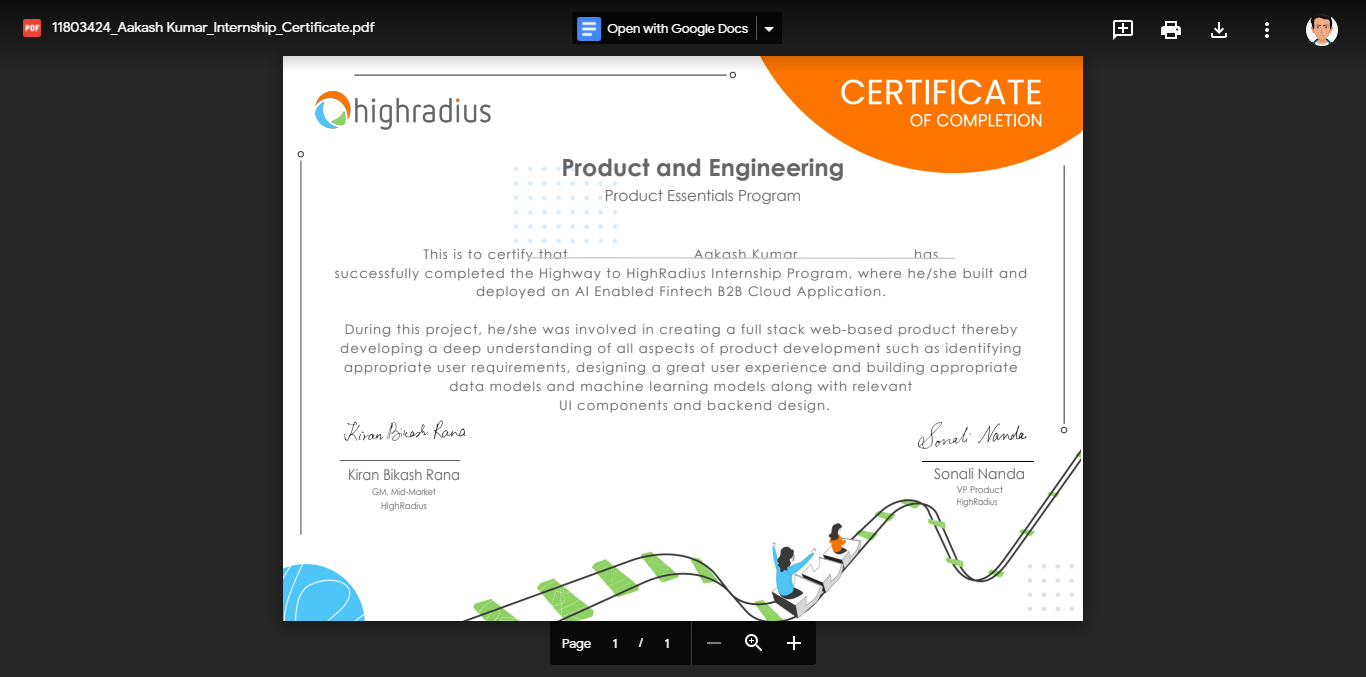 PDF
11803424_Aakash Kumar_Internship_Certificate.pdf
Open with Google Docs
highradius
CERTIFICATE
OF COMPLETION
Product and Engineering
Product Essentials Program
This is to certify that Aakash Kumar has
successfully completed the Highway to HighRadius Internship Program, where he/she built and
deployed an AI Enabled Fintech B2B Cloud Application.
During this project, he/she was involved in creating a full stack web-based product thereby
developing a deep understanding of all aspects of product development such as identifying
appropriate user requirements, designing a great user experience and building appropriate
data models and machine learning models along with relevant
UI components and backend design.
Kiran Bikash Rana
Sonali Nanda
Kiran Bikash Rana
GM, Mid-Market
HighRadius
Sonali Nanda
VP Product
HighRadius
Page 1 / 1